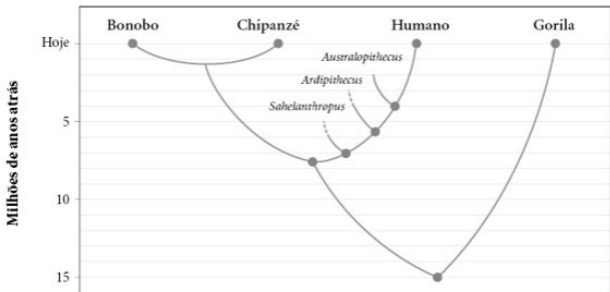 Bonobo Chipanzé Humano Gorila
Hoje
Australopithecus
Ardipithecus
Sahelanthropus
5
10
15
Milhões de anos atrás